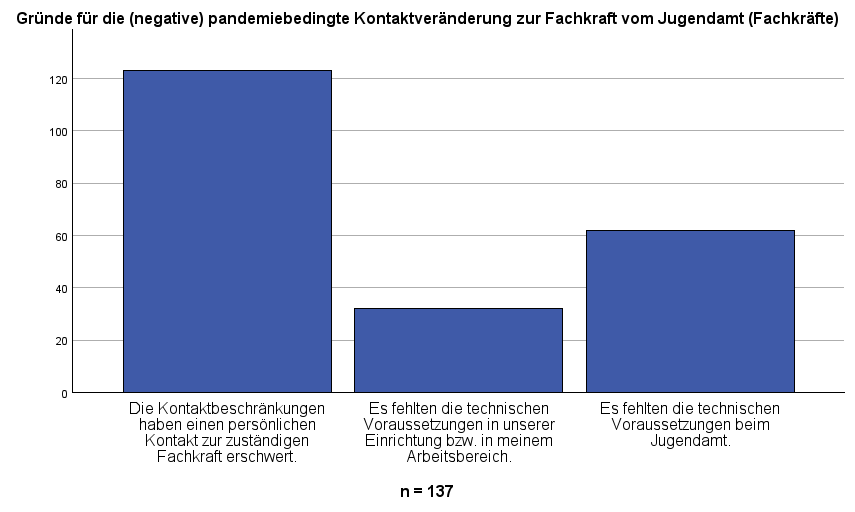 Gründe für die (negative) pandemiebedingte Kontaktveränderung zur Fachkraft vom Jugendamt (Fachkräfte)
120
100
80
60
40
20
0
Die Kontaktbeschränkungen
haben einen persönlichen
Kontakt zur zuständigen
Fachkraft erschwert.
Es fehlten die technischen
Voraussetzungen in unserer
Einrichtung bzw. in meinem
Arbeitsbereich.
Es fehlten die technischen
Voraussetzungen beim
Jugendamt.
n = 137